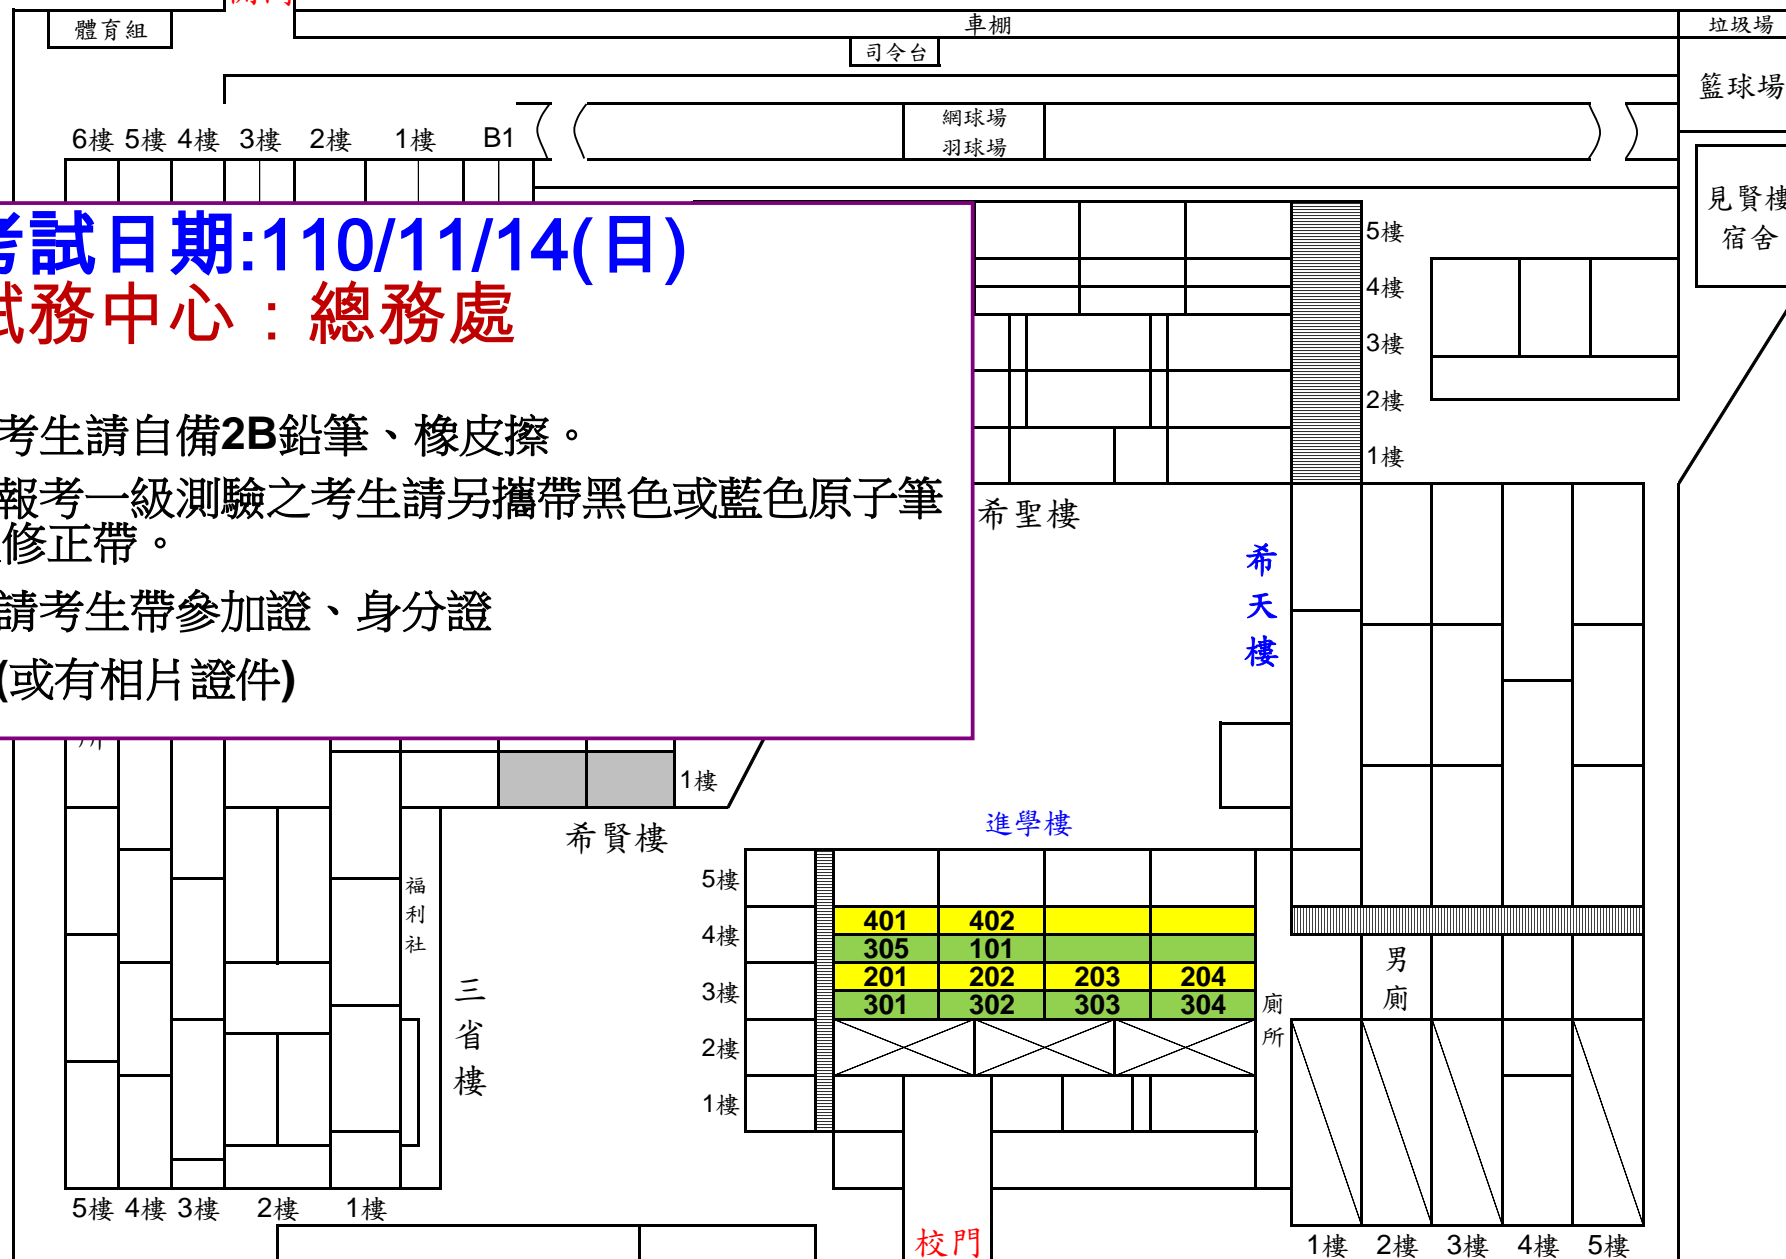 體育組
車棚
垃圾場
司令台
籃球場
網球場
羽球場
6樓 5樓 4樓 3樓 2樓 1樓 B1
見賢樓
宿舍
考試日期:110/11/14(日)
試務中心：總務處
考生請自備2B鉛筆、橡皮擦。
報考一級測驗之考生請另攜帶黑色或藍色原子筆
修正帶。
請考生帶參加證、身分證
(或有相片證件)
5樓
4樓
3樓
2樓
1樓
希聖樓
希天樓
1樓
希賢樓
進學樓
福利社
三省樓
5樓
4樓
3樓
2樓
1樓
401 402
305 101
201 202 203 204
301 302 303 304
廁所
男廁
5樓 4樓 3樓 2樓 1樓
校門
1樓 2樓 3樓 4樓 5樓